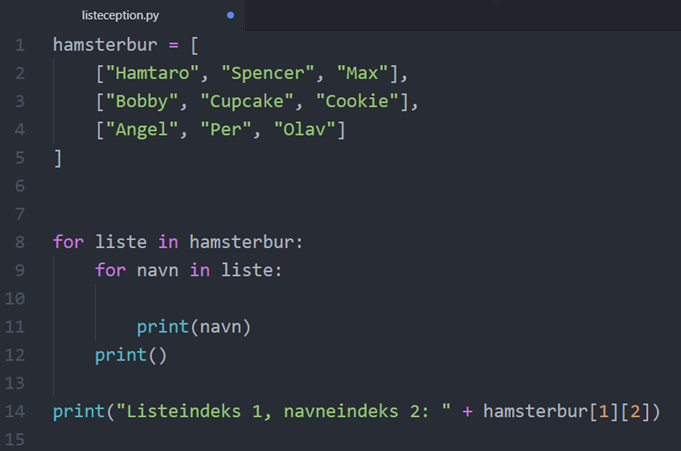 listeception.py
1 hamsterbur = [
2     ["Hamtaro", "Spencer", "Max"],
3     ["Bobby", "Cupcake", "Cookie"],
4     ["Angel", "Per", "Olav"]
5 ]
6
7
8 for liste in hamsterbur:
9     for navn in liste:
10
11         print(navn)
12     print()
13
14 print("Listeindeks 1, navneindeks 2: " + hamsterbur[1][2])
15